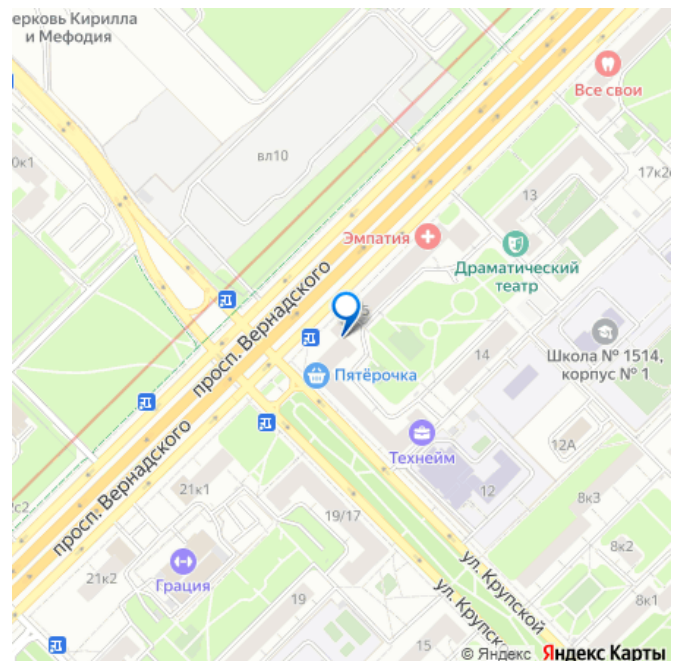 ерковь Кирилла
и Мефодия
Все свои
0к1
вл10
17к2
13
Эмпатия
Драматический
театр
просп. Вернадского
5
Школа № 1514,
корпус № 1
14
Пятёрочка
Технейм
12А
просп. Вернадского
21к1
12
8к3
19/17
2с2
8к2
ул. Крупской
21к2
Грация
19
ул. Крупско
8к1
15
© Яндекс Яндекс Карты